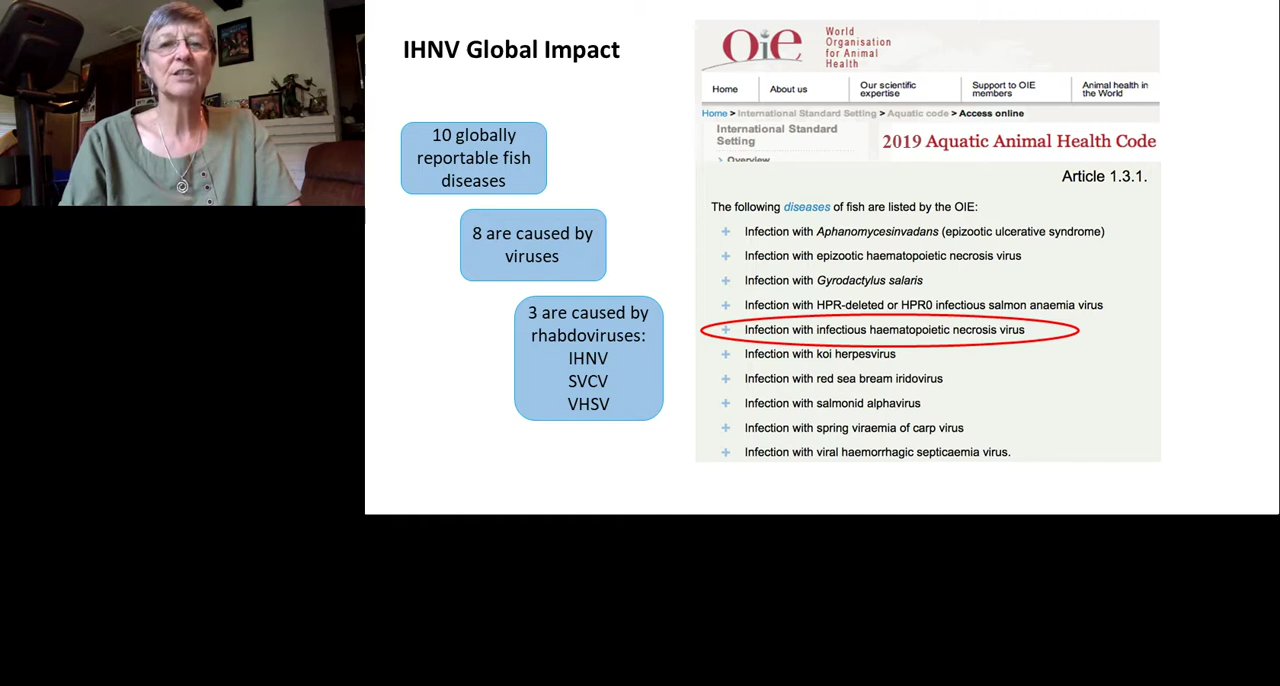 IHNV Global Impact
10 globally
reportable fish
diseases
8 are caused by
viruses
3 are caused by
rhabdoviruses:
IHNV
SVCV
VHSV
OiE
World
Organisation
for Animal
Health
Home
About us
Our scientific
expertise
Support to OIE
members
Animal health in
the World
Home > International Standard Setting > Aquatic code > Access online
International Standard
Setting
> Overview
2019 Aquatic Animal Health Code
Article 1.3.1.
The following diseases of fish are listed by the OIE:
+ Infection with Aphanomycesinvadans (epizootic ulcerative syndrome)
+ Infection with epizootic haematopoietic necrosis virus
+ Infection with Gyrodactylus salaris
+ Infection with HPR-deleted or HPR0 infectious salmon anaemia virus
+ Infection with infectious haematopoietic necrosis virus
+ Infection with koi herpesvirus
+ Infection with red sea bream iridovirus
+ Infection with salmonid alphavirus
+ Infection with spring viraemia of carp virus
+ Infection with viral haemorrhagic septicaemia virus.